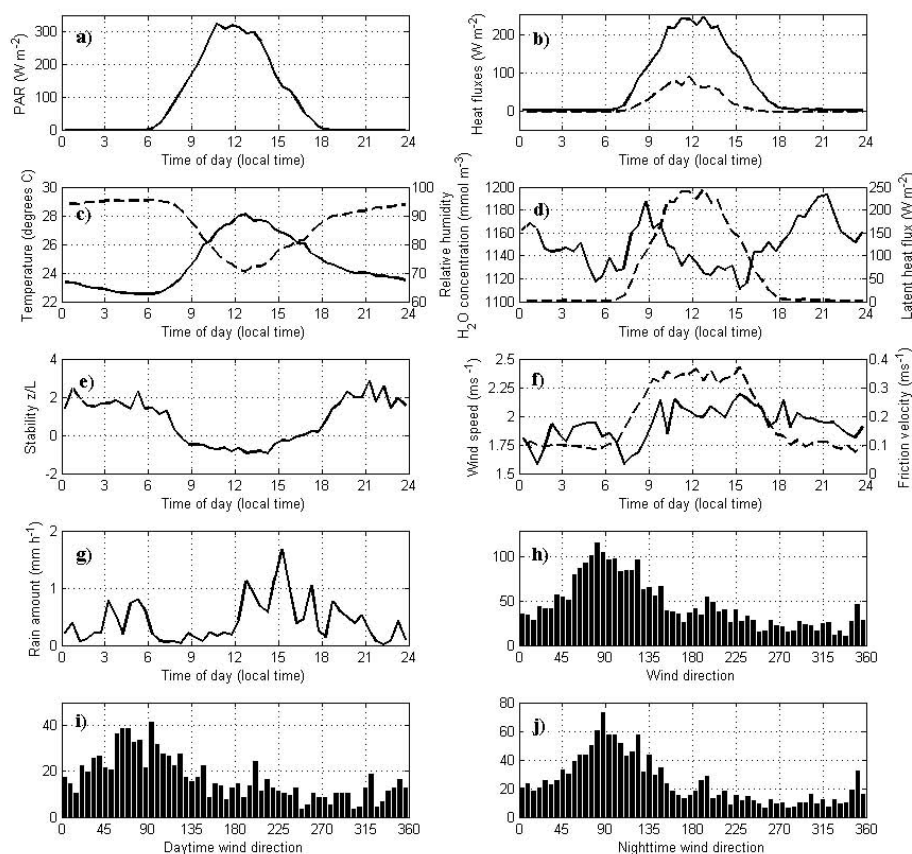 a)
PAR (W m-2)
300
200
100
0
0 3 6 9 12 15 18 21 24
Time of day (local time)
b)
Heat fluxes (W m-2)
200
100
0
0 3 6 9 12 15 18 21 24
Time of day (local time)
c)
Temperature (degrees C)
30
28
26
24
22
100
90
80
70
60
Relative humidity
0 3 6 9 12 15 18 21 24
Time of day (local time)
d)
H2O concentration (mmol m-3)
1200
1180
1160
1140
1120
1100
250
200
150
100
50
0
Latent heat flux (W m-2)
0 3 6 9 12 15 18 21 24
Time of day (local time)
e)
Stability z/L
4
2
0
-2
0 3 6 9 12 15 18 21 24
Time of day (local time)
f)
Wind speed (ms-1)
2.5
2.25
2
1.75
1.5
0.4
0.3
0.2
0.1
0
Friction velocity (ms-1)
0 3 6 9 12 15 18 21 24
Time of day (local time)
g)
Rain amount (mm h-1)
2
1
0
0 3 6 9 12 15 18 21 24
Time of day (local time)
h)
100
50
0
0 45 90 135 180 225 270 315 360
Wind direction
i)
40
20
0
0 45 90 135 180 225 270 315 360
Daytime wind direction
j)
80
60
40
20
0
0 45 90 135 180 225 270 315 360
Nighttime wind direction